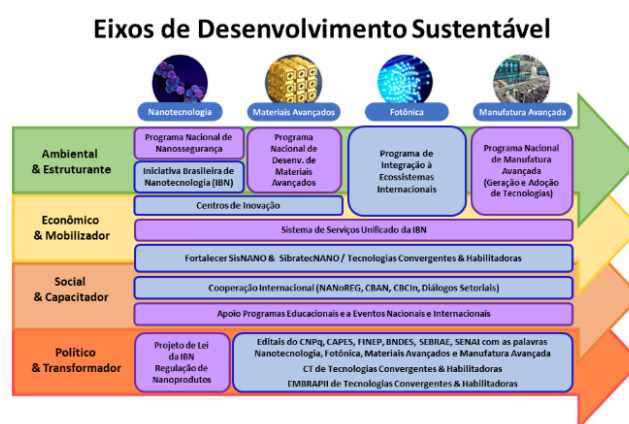 Eixos de Desenvolvimento Sustentável
Nanotecnologia
Materiais Avançados
Fotônica
Manufatura Avançada
Ambiental
& Estruturante
Programa Nacional de
Nanossegurança
Iniciativa Brasileira de
Nanotecnologia (IBN)
Programa
Nacional de
Desenv. de
Materiais
Avançados
Programa de
Integração à
Ecossistemas
Internacionais
Programa Nacional
de Manufatura
Avançada
(Geração e Adoção
de Tecnologias)
Centros de Inovação
Econômico
& Mobilizador
Sistema de Serviços Unificado da IBN
Fortalecer SisNANO & SibratecNANO / Tecnologias Convergentes & Habilitadoras
Social
& Capacitador
Cooperação Internacional (NANoREG, CBAN, CBCIn, Diálogos Setoriais)
Apoio Programas Educacionais e a Eventos Nacionais e Internacionais
Político
& Transformador
Projeto de Lei
da IBN
Regulação de
Nanoprodutos
Editais do CNPq, CAPES, FINEP, BNDES, SEBRAE, SENAI com as palavras
Nanotecnologia, Fotônica, Materiais Avançados e Manufatura Avançada
CT de Tecnologias Convergentes & Habilitadoras
EMBRAPII de Tecnologias Convergentes & Habilitadoras